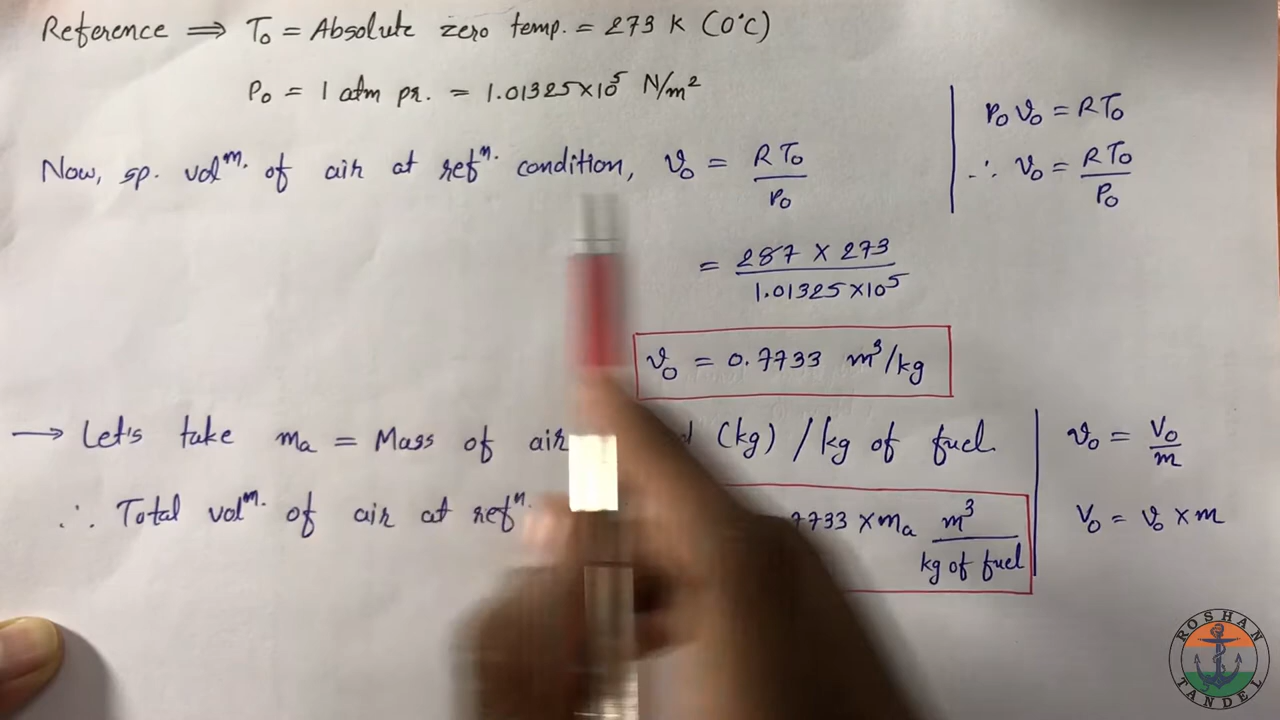 Reference ⟹ T₀ = Absolute zero temp. = 273 K (0°C)
P₀ = 1 atm pr. = 1.01325×10⁵ N/m²
Now, sp. volᵐ. of air at refⁿ. condition, v₀ = RT₀/P₀
P₀ v₀ = RT₀
∴ v₀ = RT₀/P₀
= 287 × 273 / 1.01325×10⁵
v₀ = 0.7733 m³/kg
→ Let's take mₐ = Mass of air (kg) / kg of fuel.
∴ Total volᵐ. of air at refⁿ. 7733 × mₐ m³/kg of fuel
v₀ = V₀/m
V₀ = v₀ × m
ROSHAN
TANDEL